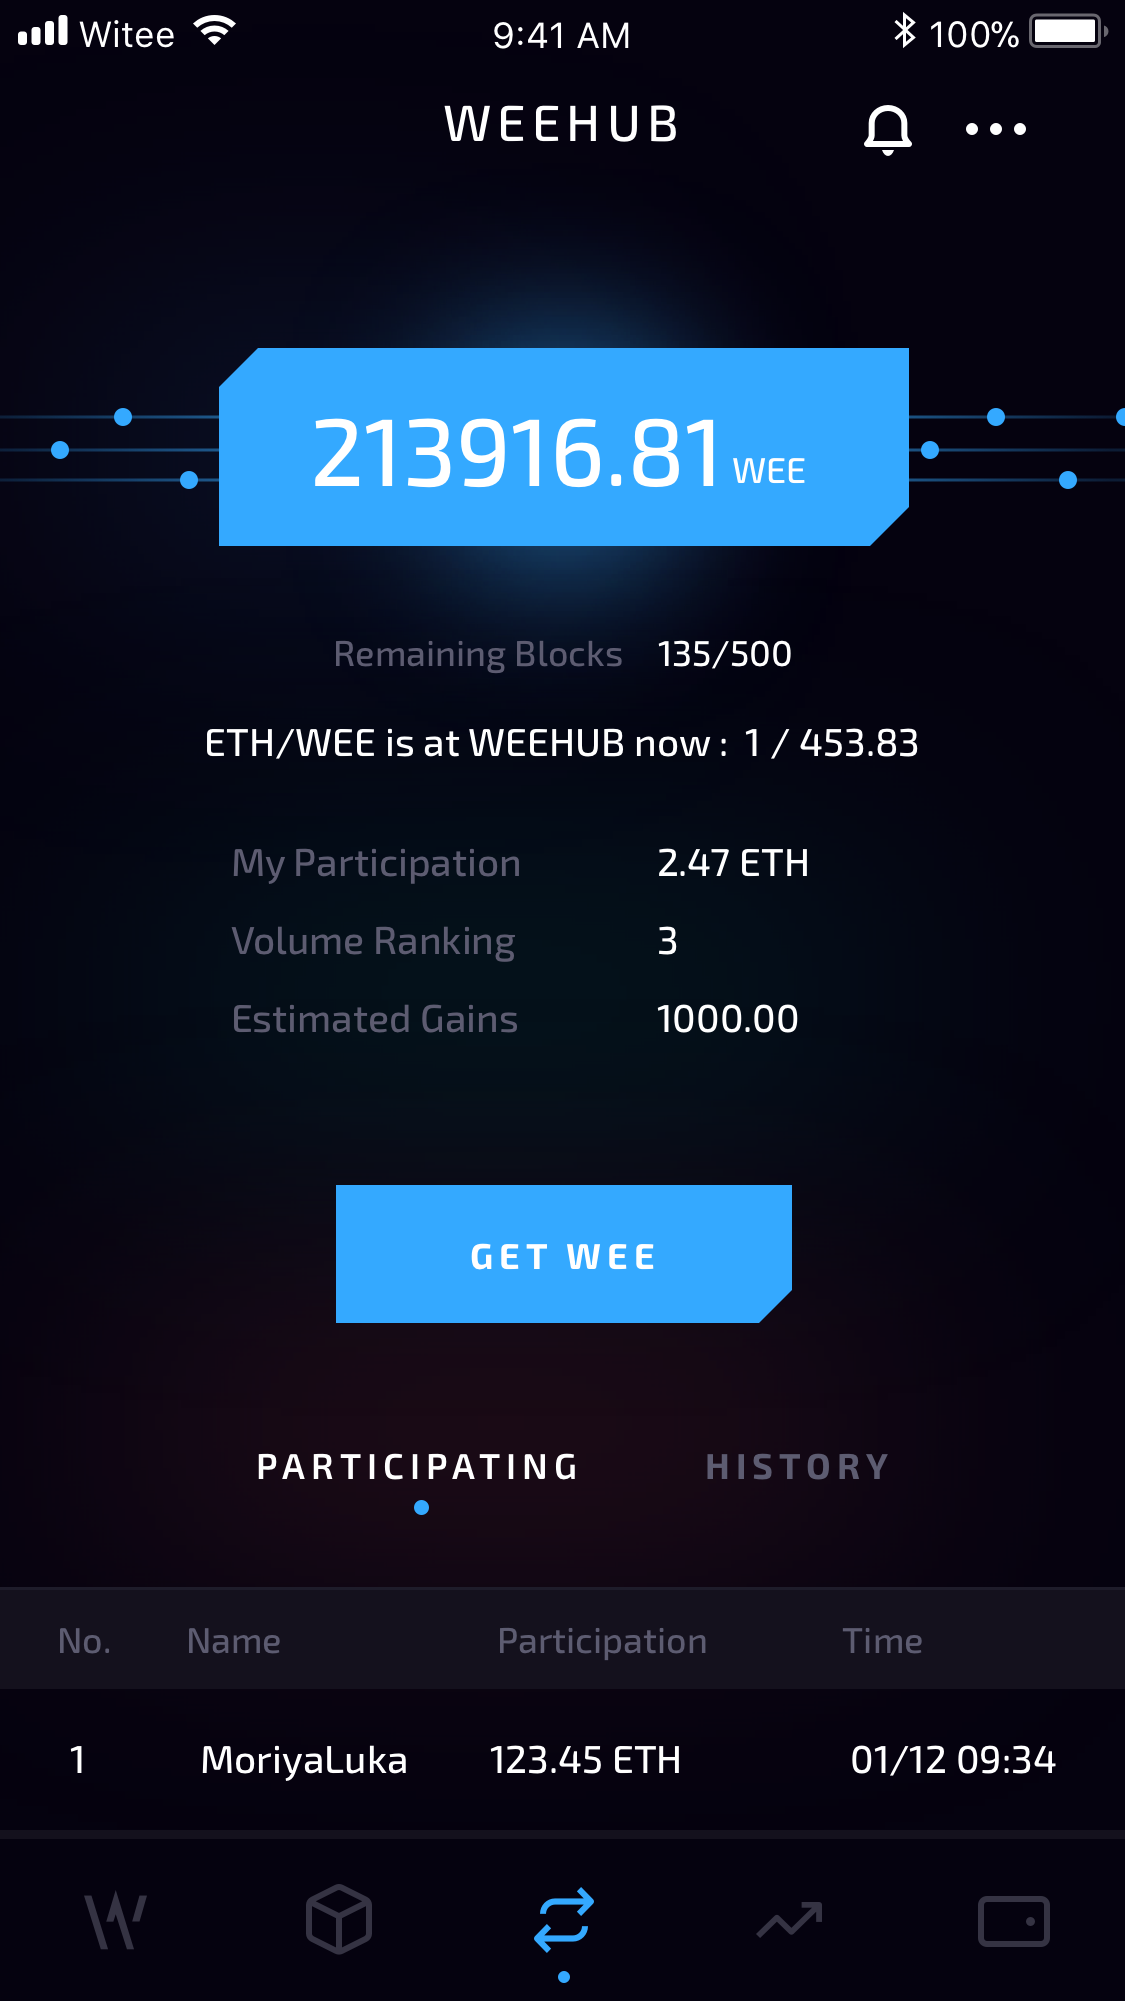 Witee 9:41 AM 100%
WEEHUB
213916.81 WEE
Remaining Blocks 135/500
ETH/WEE is at WEEHUB now : 1 / 453.83
My Participation 2.47 ETH
Volume Ranking 3
Estimated Gains 1000.00
GET WEE
PARTICIPATING HISTORY
No. Name Participation Time
1 MoriyaLuka 123.45 ETH 01/12 09:34